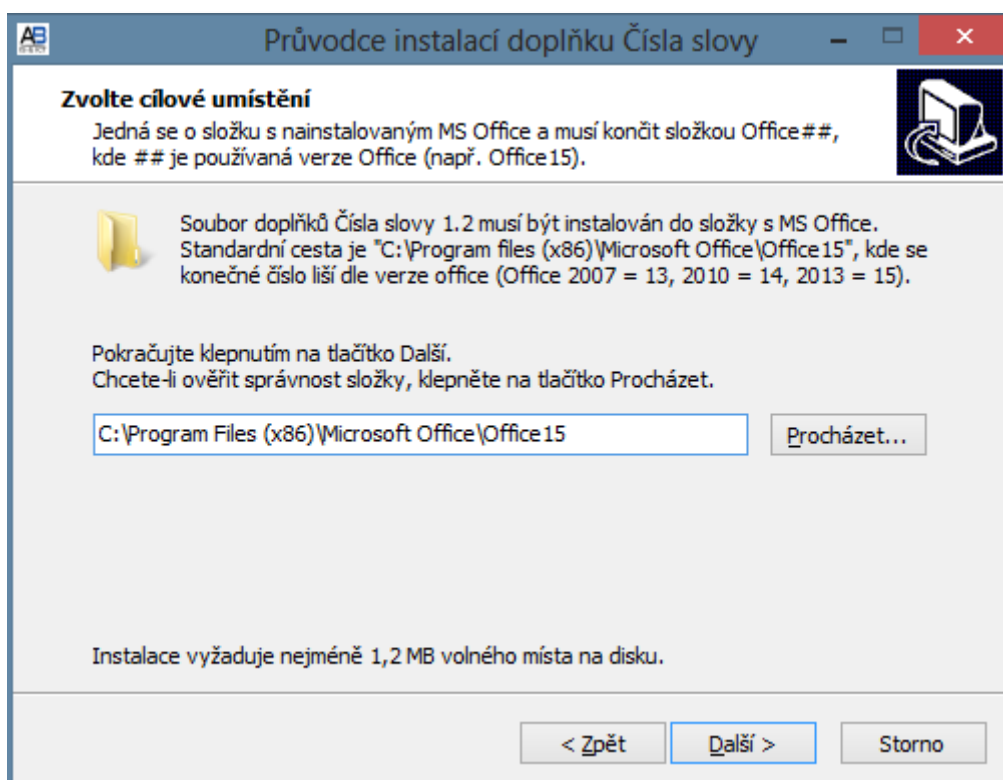 AB
Průvodce instalací doplňku Čísla slovy
Zvolte cílové umístění
Jedná se o složku s nainstalovaným MS Office a musí končit složkou Office##,
kde ## je používaná verze Office (např. Office15).
Soubor doplňků Čísla slovy 1.2 musí být instalován do složky s MS Office.
Standardní cesta je "C:\Program files (x86)\Microsoft Office\Office15", kde se
konečné číslo liší dle verze office (Office 2007 = 13, 2010 = 14, 2013 = 15).
Pokračujte klepnutím na tlačítko Další.
Chcete-li ověřit správnost složky, klepněte na tlačítko Procházet.
C:\Program Files (x86)\Microsoft Office\Office15
Procházet...
Instalace vyžaduje nejméně 1,2 MB volného místa na disku.
< Zpět
Další >
Storno